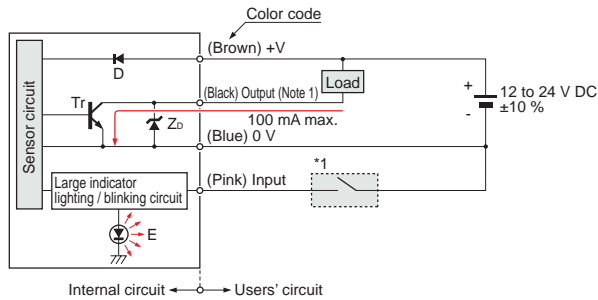 Color code
(Brown) +V
D
Load
Sensor circuit
Tr
(Black) Output (Note 1)
+
12 to 24 V DC
±10 %
-
ZD
100 mA max.
(Blue) 0 V
*1
(Pink) Input
Large indicator
lighting / blinking circuit
E
Internal circuit
Users' circuit